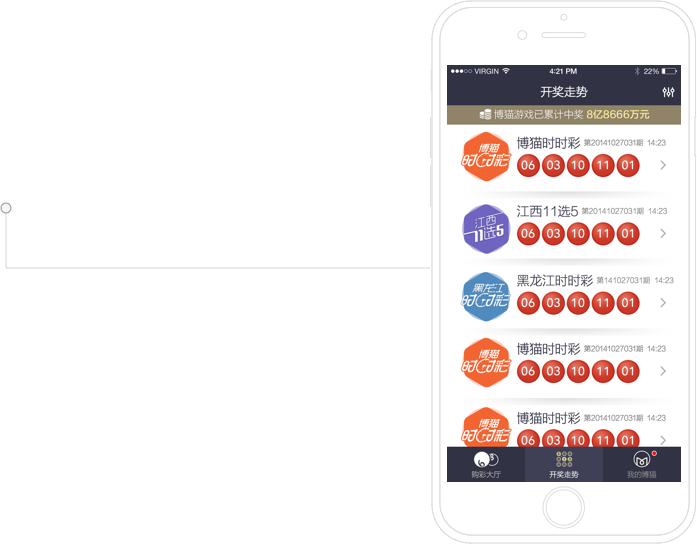 VIRGIN 4:21 PM 22%
开奖走势
博猫游戏已累计中奖 8亿8666万元
博猫
时时彩
博猫时时彩 第20141027031期 14:23
06 03 10 11 01
江西
11选5
江西11选5 第20141027031期 14:23
06 03 10 11 01
黑龙江
时时彩
黑龙江时时彩 第141027031期 14:23
06 03 10 11 01
博猫
时时彩
博猫时时彩 第20141027031期 14:23
06 03 10 11 01
博猫
时时彩
博猫时时彩 第20141027031期 14:23
06 03 10 11 01
购彩大厅 开奖走势 我的博猫